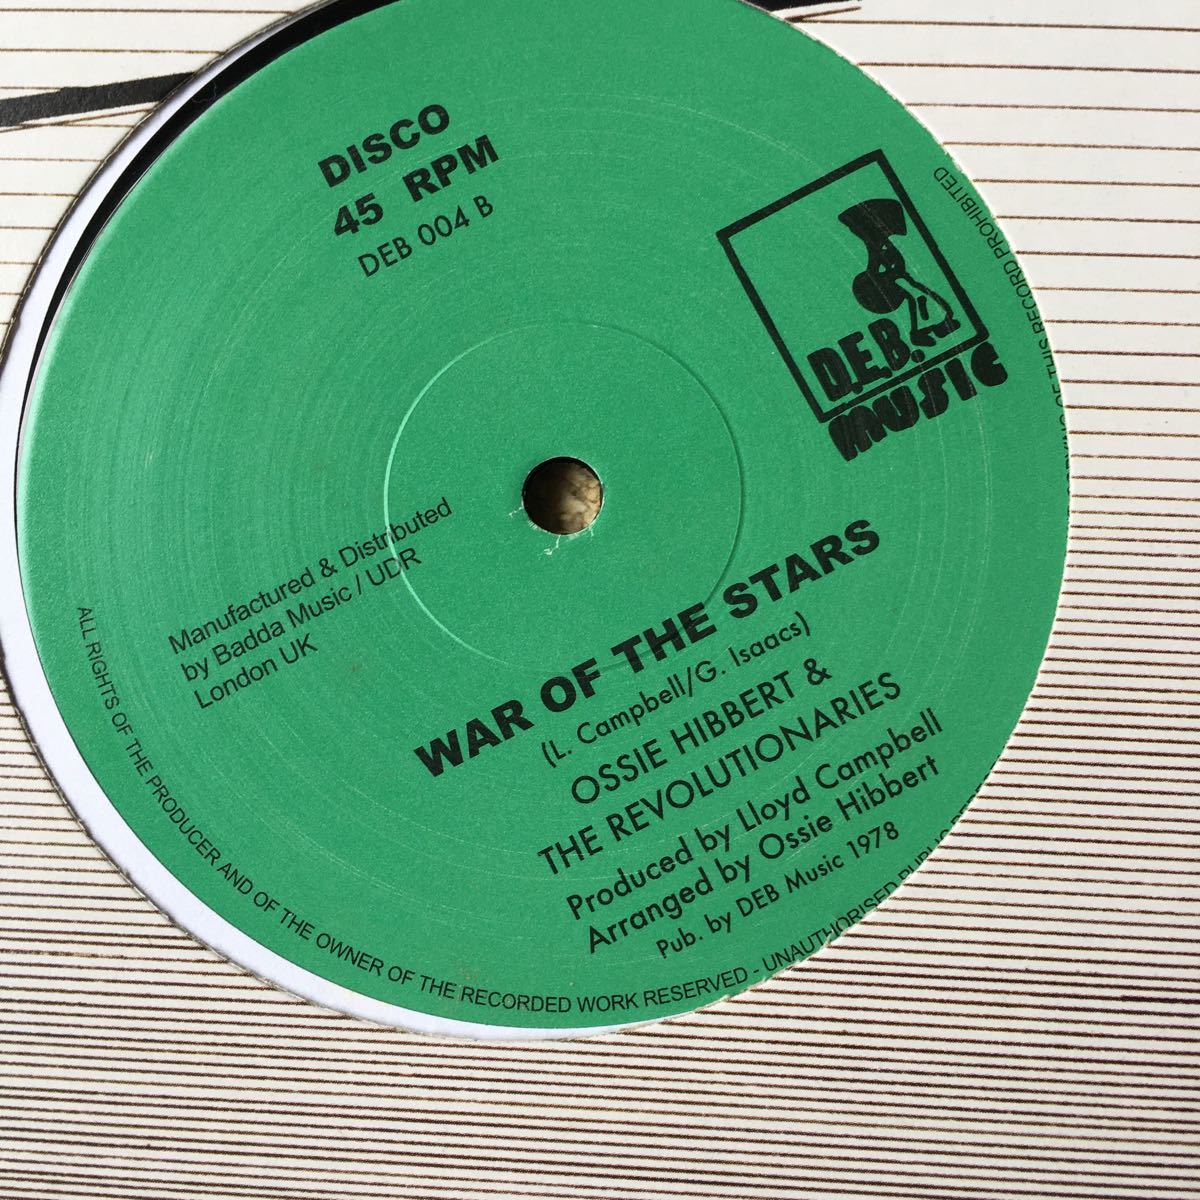 DISCO
45 RPM
DEB 004 B
D.E.B.
MUSIC
Manufactured & Distributed
by Badda Music / UDR
London UK
WAR OF THE STARS
(L. Campbell/G. Isaacs)
OSSIE HIBBERT &
THE REVOLUTIONARIES
Produced by Lloyd Campbell
Arranged by Ossie Hibbert
Pub. by DEB Music 1978
ALL RIGHTS OF THE PRODUCER AND OF THE OWNER OF THE RECORDED WORK RESERVED - UNAUTHORISED PUBLIC OF THIS RECORD PROHIBITED